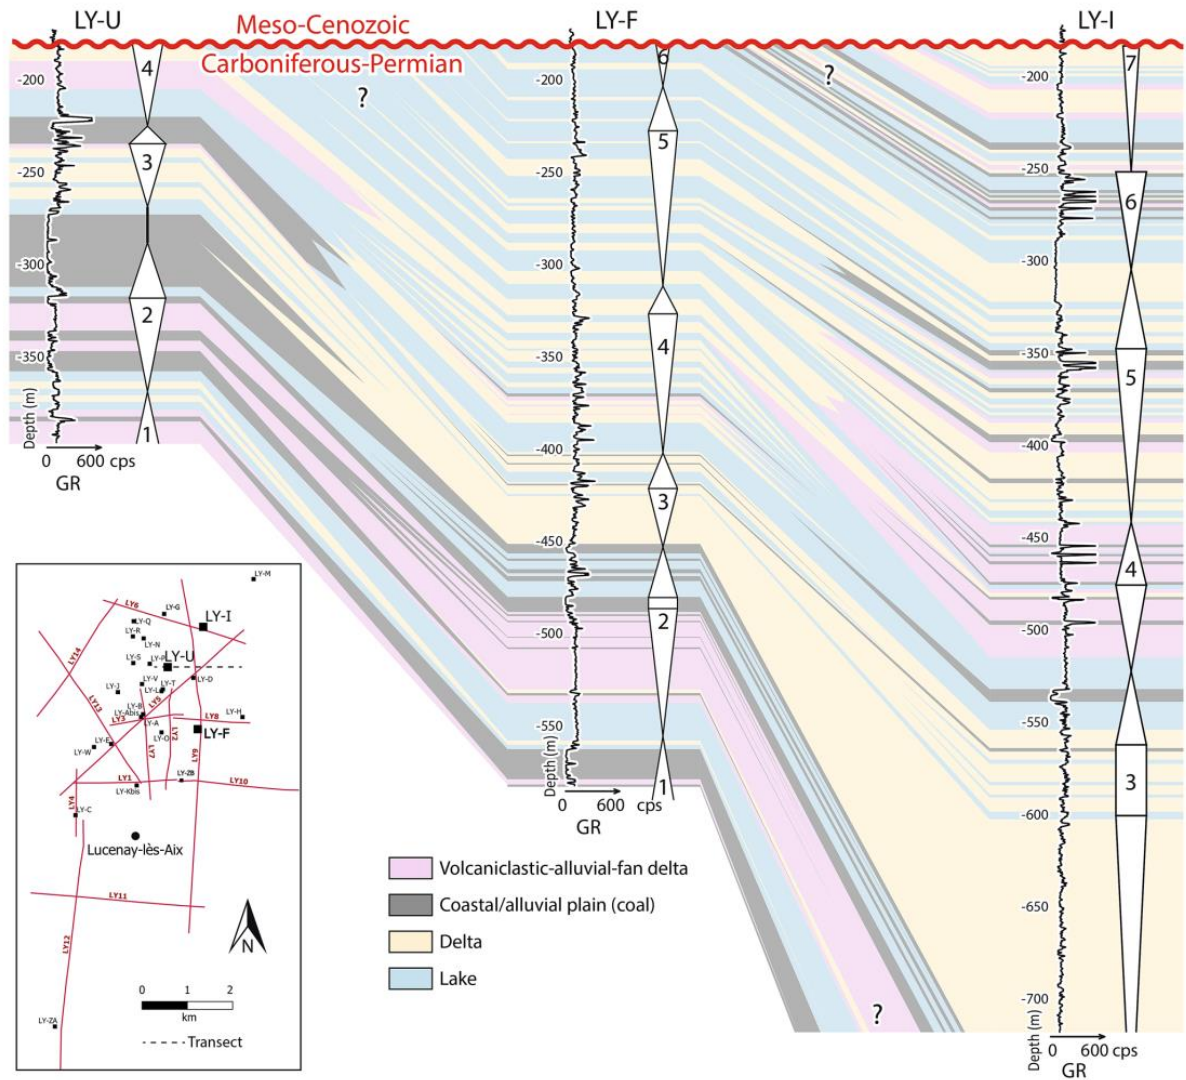 LY-U
Meso-Cenozoic
LY-F
LY-I
Carboniferous-Permian
4
3
2
1
-200
-250
-300
-350
Depth (m)
0 600 cps
GR
?
6
5
4
3
2
1
-200
-250
-300
-350
-400
-450
-500
-550
Depth (m)
0 600 cps
GR
?
7
6
5
4
3
-200
-250
-300
-350
-400
-450
-500
-550
-600
-650
-700
Depth (m)
0 600 cps
GR
?
LY-M
LY6
LY-G
LY-Q
LY-I
LY-R
LY-N
LY14
LY-S
LY-P
LY-U
LY-D
LY-V
LY-T
LY-J
LY-L
LY5
LY13
LY-B
LY-Abis
LY3
LY-A
LY8
LY-H
LY2
LY-O
LY-F
LY-E
LY-W
LY7
LY9
LY1
LY-ZB
LY10
LY-Kbis
LY4
LY-C
Lucenay-lès-Aix
LY11
LY12
N
0 1 2
km
LY-ZA
Transect
Volcaniclastic-alluvial-fan delta
Coastal/alluvial plain (coal)
Delta
Lake